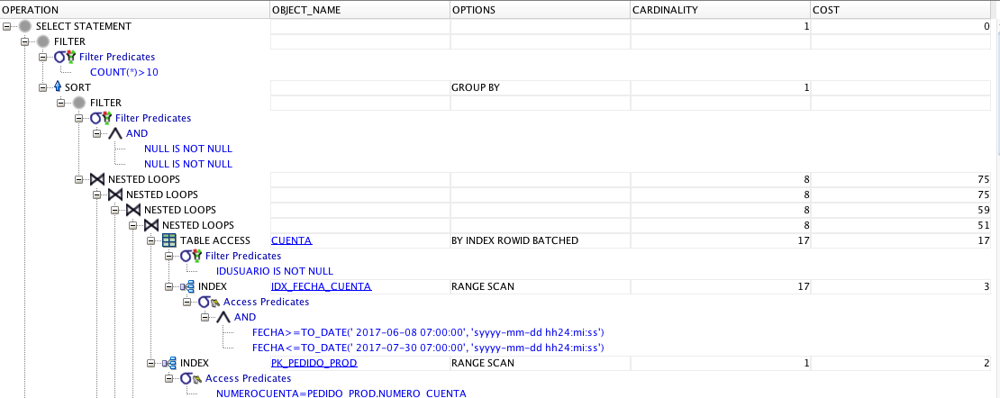 OPERATION OBJECT_NAME OPTIONS CARDINALITY COST
SELECT STATEMENT 1 0
FILTER
Filter Predicates
COUNT(*)>10
SORT GROUP BY 1
FILTER
Filter Predicates
AND
NULL IS NOT NULL
NULL IS NOT NULL
NESTED LOOPS 8 75
NESTED LOOPS 8 75
NESTED LOOPS 8 59
NESTED LOOPS 8 51
TABLE ACCESS CUENTA BY INDEX ROWID BATCHED 17 17
Filter Predicates
IDUSUARIO IS NOT NULL
INDEX IDX_FECHA_CUENTA RANGE SCAN 17 3
Access Predicates
AND
FECHA>=TO_DATE(' 2017-06-08 07:00:00', 'syyyy-mm-dd hh24:mi:ss')
FECHA<=TO_DATE(' 2017-07-30 07:00:00', 'syyyy-mm-dd hh24:mi:ss')
INDEX PK_PEDIDO_PROD RANGE SCAN 1 2
Access Predicates
NUMEROCUENTA=PEDIDO_PROD.NUMERO_CUENTA